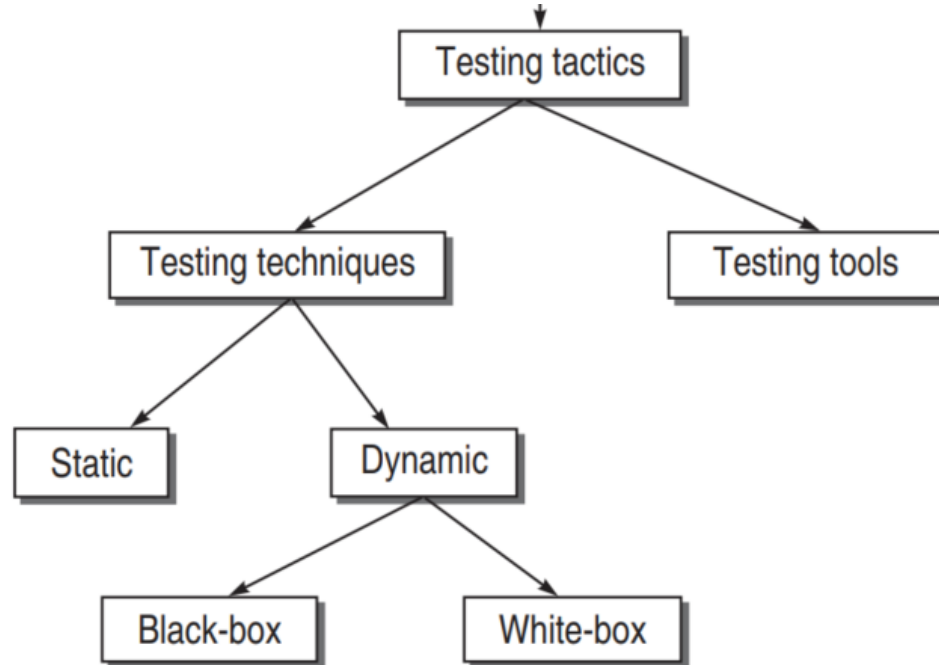 Testing tactics
Testing techniques
Testing tools
Static
Dynamic
Black-box
White-box